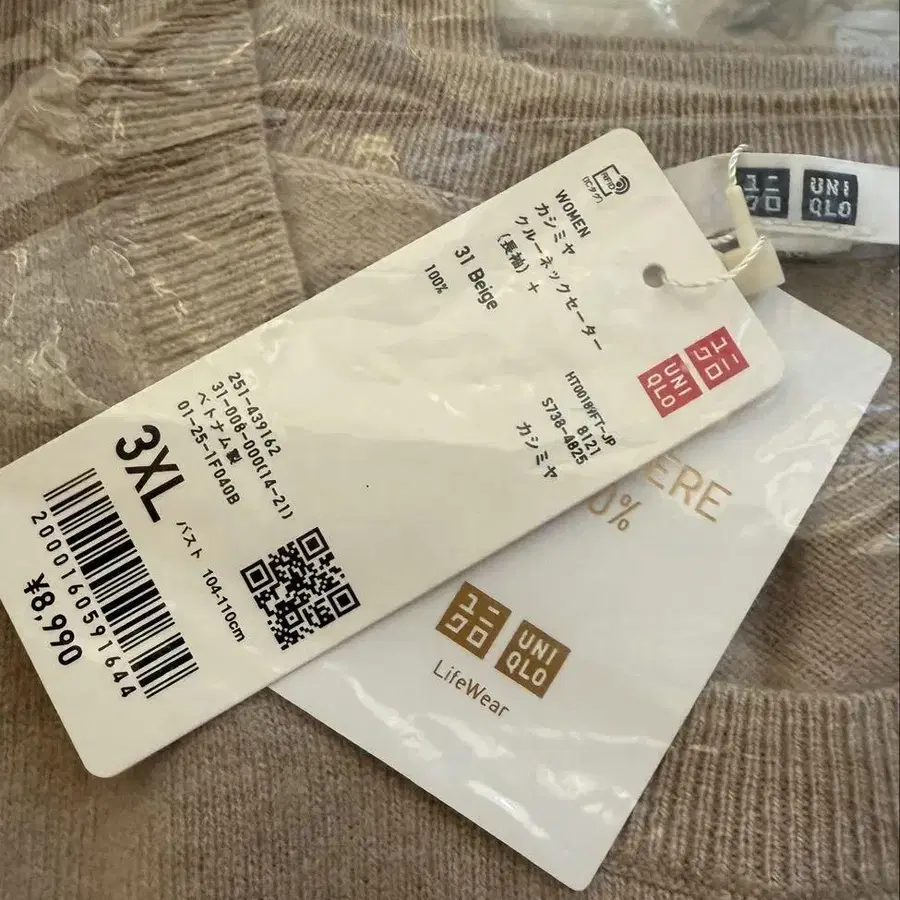 RFID
(ICタグ)
WOMEN
カシミヤ
クルーネックセーター
(長袖) +
31 Beige
100%
ユニ
クロ
UNI
QLO
8121
S738-4825
カシミヤ
251-439162
31-008-000(14-21)
ベトナム製
01-25-1F040B
3XL
バスト 104-110cm
2000160591644
¥8,990
ユニ
クロ
UNI
QLO
ERE
0%
ユニ
クロ
UNI
QLO
LifeWear